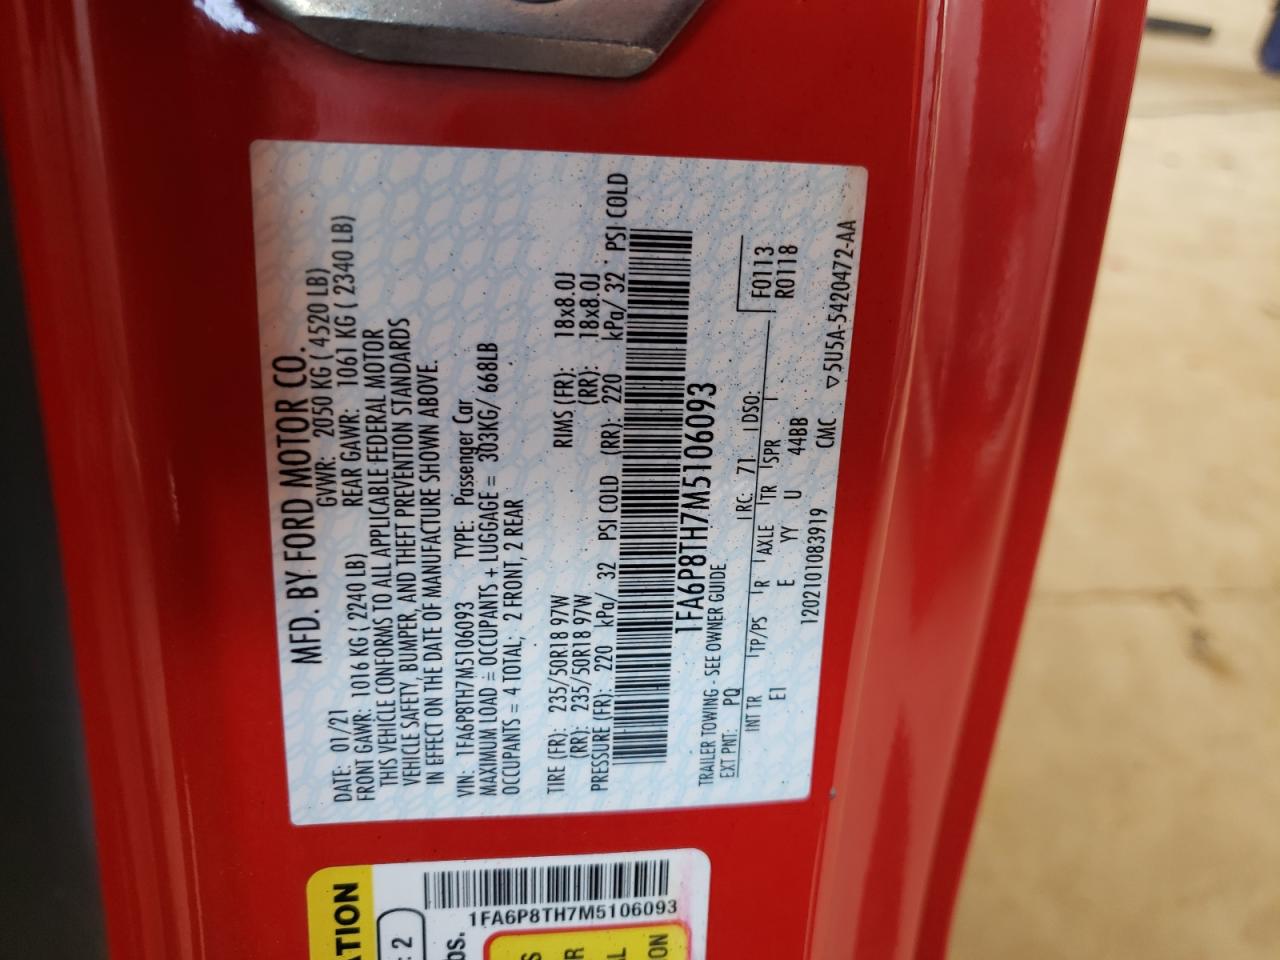 MFD. BY FORD MOTOR CO.
DATE: 01/21 GVWR: 2050 KG ( 4520 LB)
FRONT GAWR: 1016 KG ( 2240 LB) REAR GAWR: 1061 KG ( 2340 LB)
THIS VEHICLE CONFORMS TO ALL APPLICABLE FEDERAL MOTOR
VEHICLE SAFETY, BUMPER, AND THEFT PREVENTION STANDARDS
IN EFFECT ON THE DATE OF MANUFACTURE SHOWN ABOVE.
VIN: 1FA6P8TH7M5106093 TYPE: Passenger Car
MAXIMUM LOAD = OCCUPANTS + LUGGAGE = 303KG/ 668LB
OCCUPANTS = 4 TOTAL; 2 FRONT, 2 REAR
TIRE (FR): 235/50R18 97W RIMS (FR): 18x8.0J
(RR): 235/50R18 97W (RR): 18x8.0J
PRESSURE (FR): 220 kPa/ 32 PSI COLD (RR): 220 kPa/ 32 PSI COLD
1FA6P8TH7M5106093
TRAILER TOWING - SEE OWNER GUIDE.
EXT PNT: PQ RC: 71 DSO: F0113
INT TR TP/PS R AXLE TR SPR R0118
E1 E YY U 44BB
1202101083919 CMC ▽5U5A-5420472-AA
ATION
: 2
1FA6P8TH7M5106093
bs.
S
R
L
ION